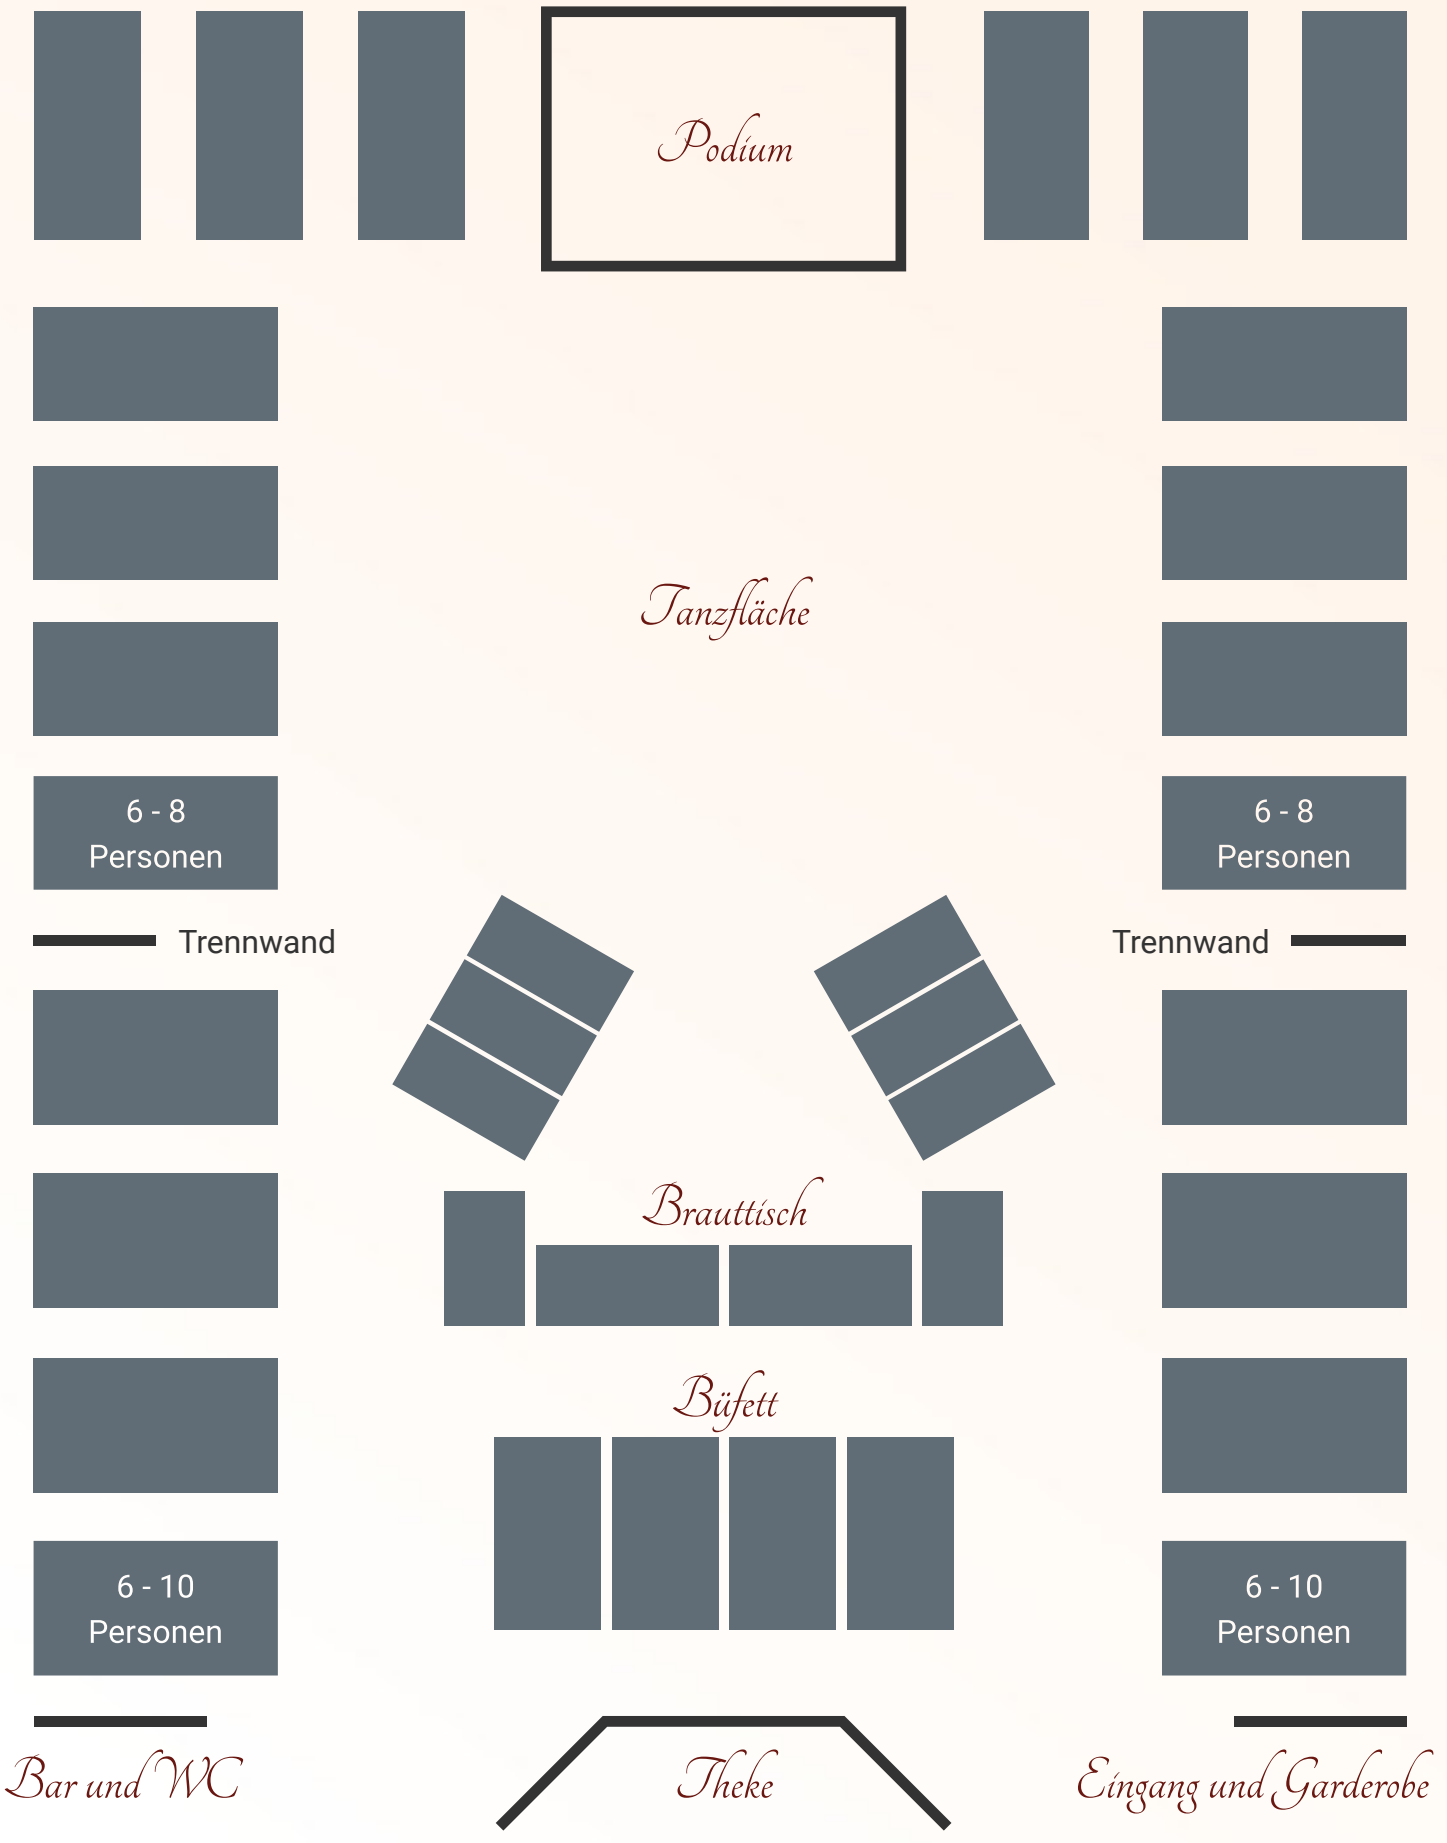 Podium
Tanzfläche
6 - 8
Personen
6 - 8
Personen
Trennwand
Trennwand
Brauttisch
Büfett
6 - 10
Personen
6 - 10
Personen
Bar und WC
Theke
Eingang und Garderobe